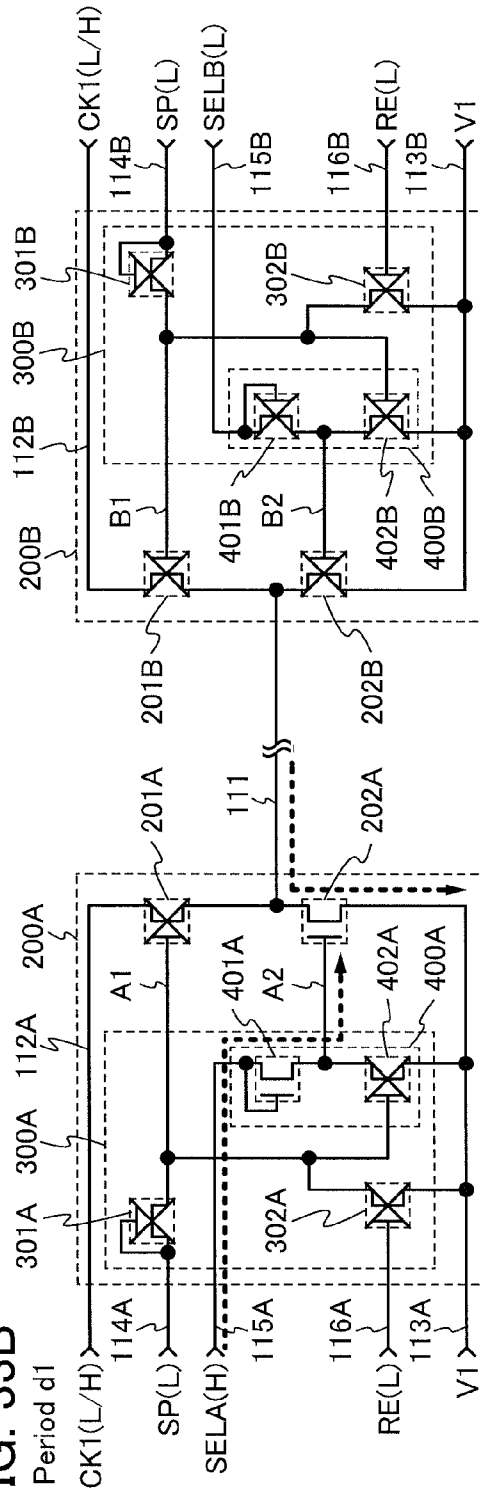 IG. 33B
Period d1
CK1(L/H)
114A
SP(L)
SELA(H)
115A
116A
RE(L)
113A
V1
301A
300A
112A
200A
A1
201A
401A
A2
302A
402A
400A
111
202A
200B
112B
300B
301B
CK1(L/H)
SP(L)
114B
SELB(L)
115B
B1
201B
401B
B2
302B
116B
RE(L)
202B
402B
400B
113B
V1